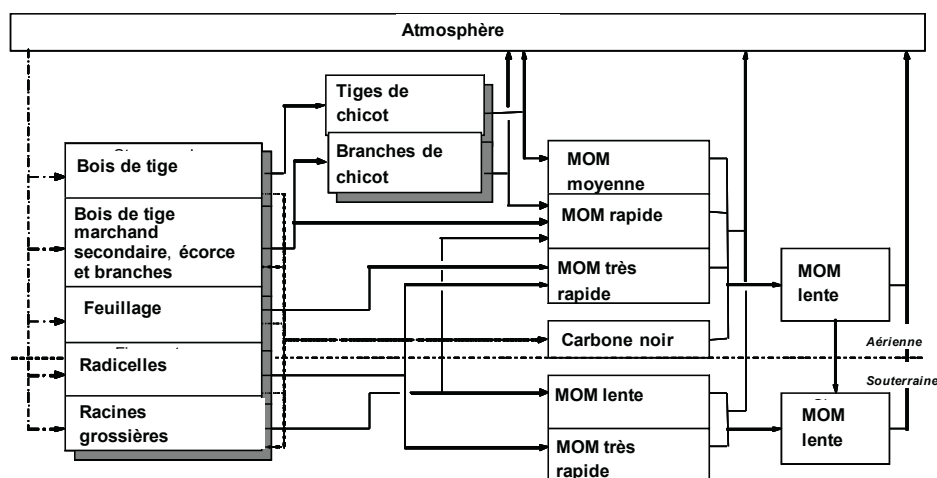 Atmosphère
Tiges de
chicot
Branches de
chicot
Bois de tige
Bois de tige
marchand
secondaire, écorce
et branches
Feuillage
Radicelles
Racines
grossières
MOM
moyenne
MOM rapide
MOM très
rapide
Carbone noir
MOM lente
MOM très
rapide
MOM
lente
Aérienne
Souterraine
MOM
lente